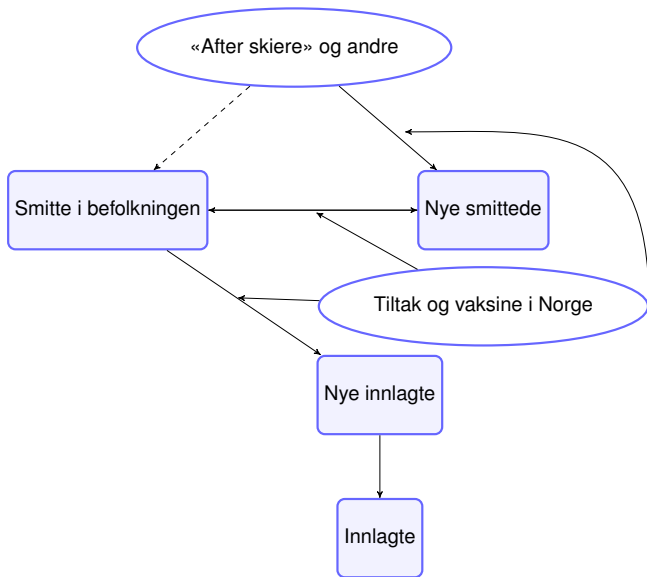 «After skiere» og andre
Smitte i befolkningen
Nye smittede
Tiltak og vaksine i Norge
Nye innlagte
Innlagte